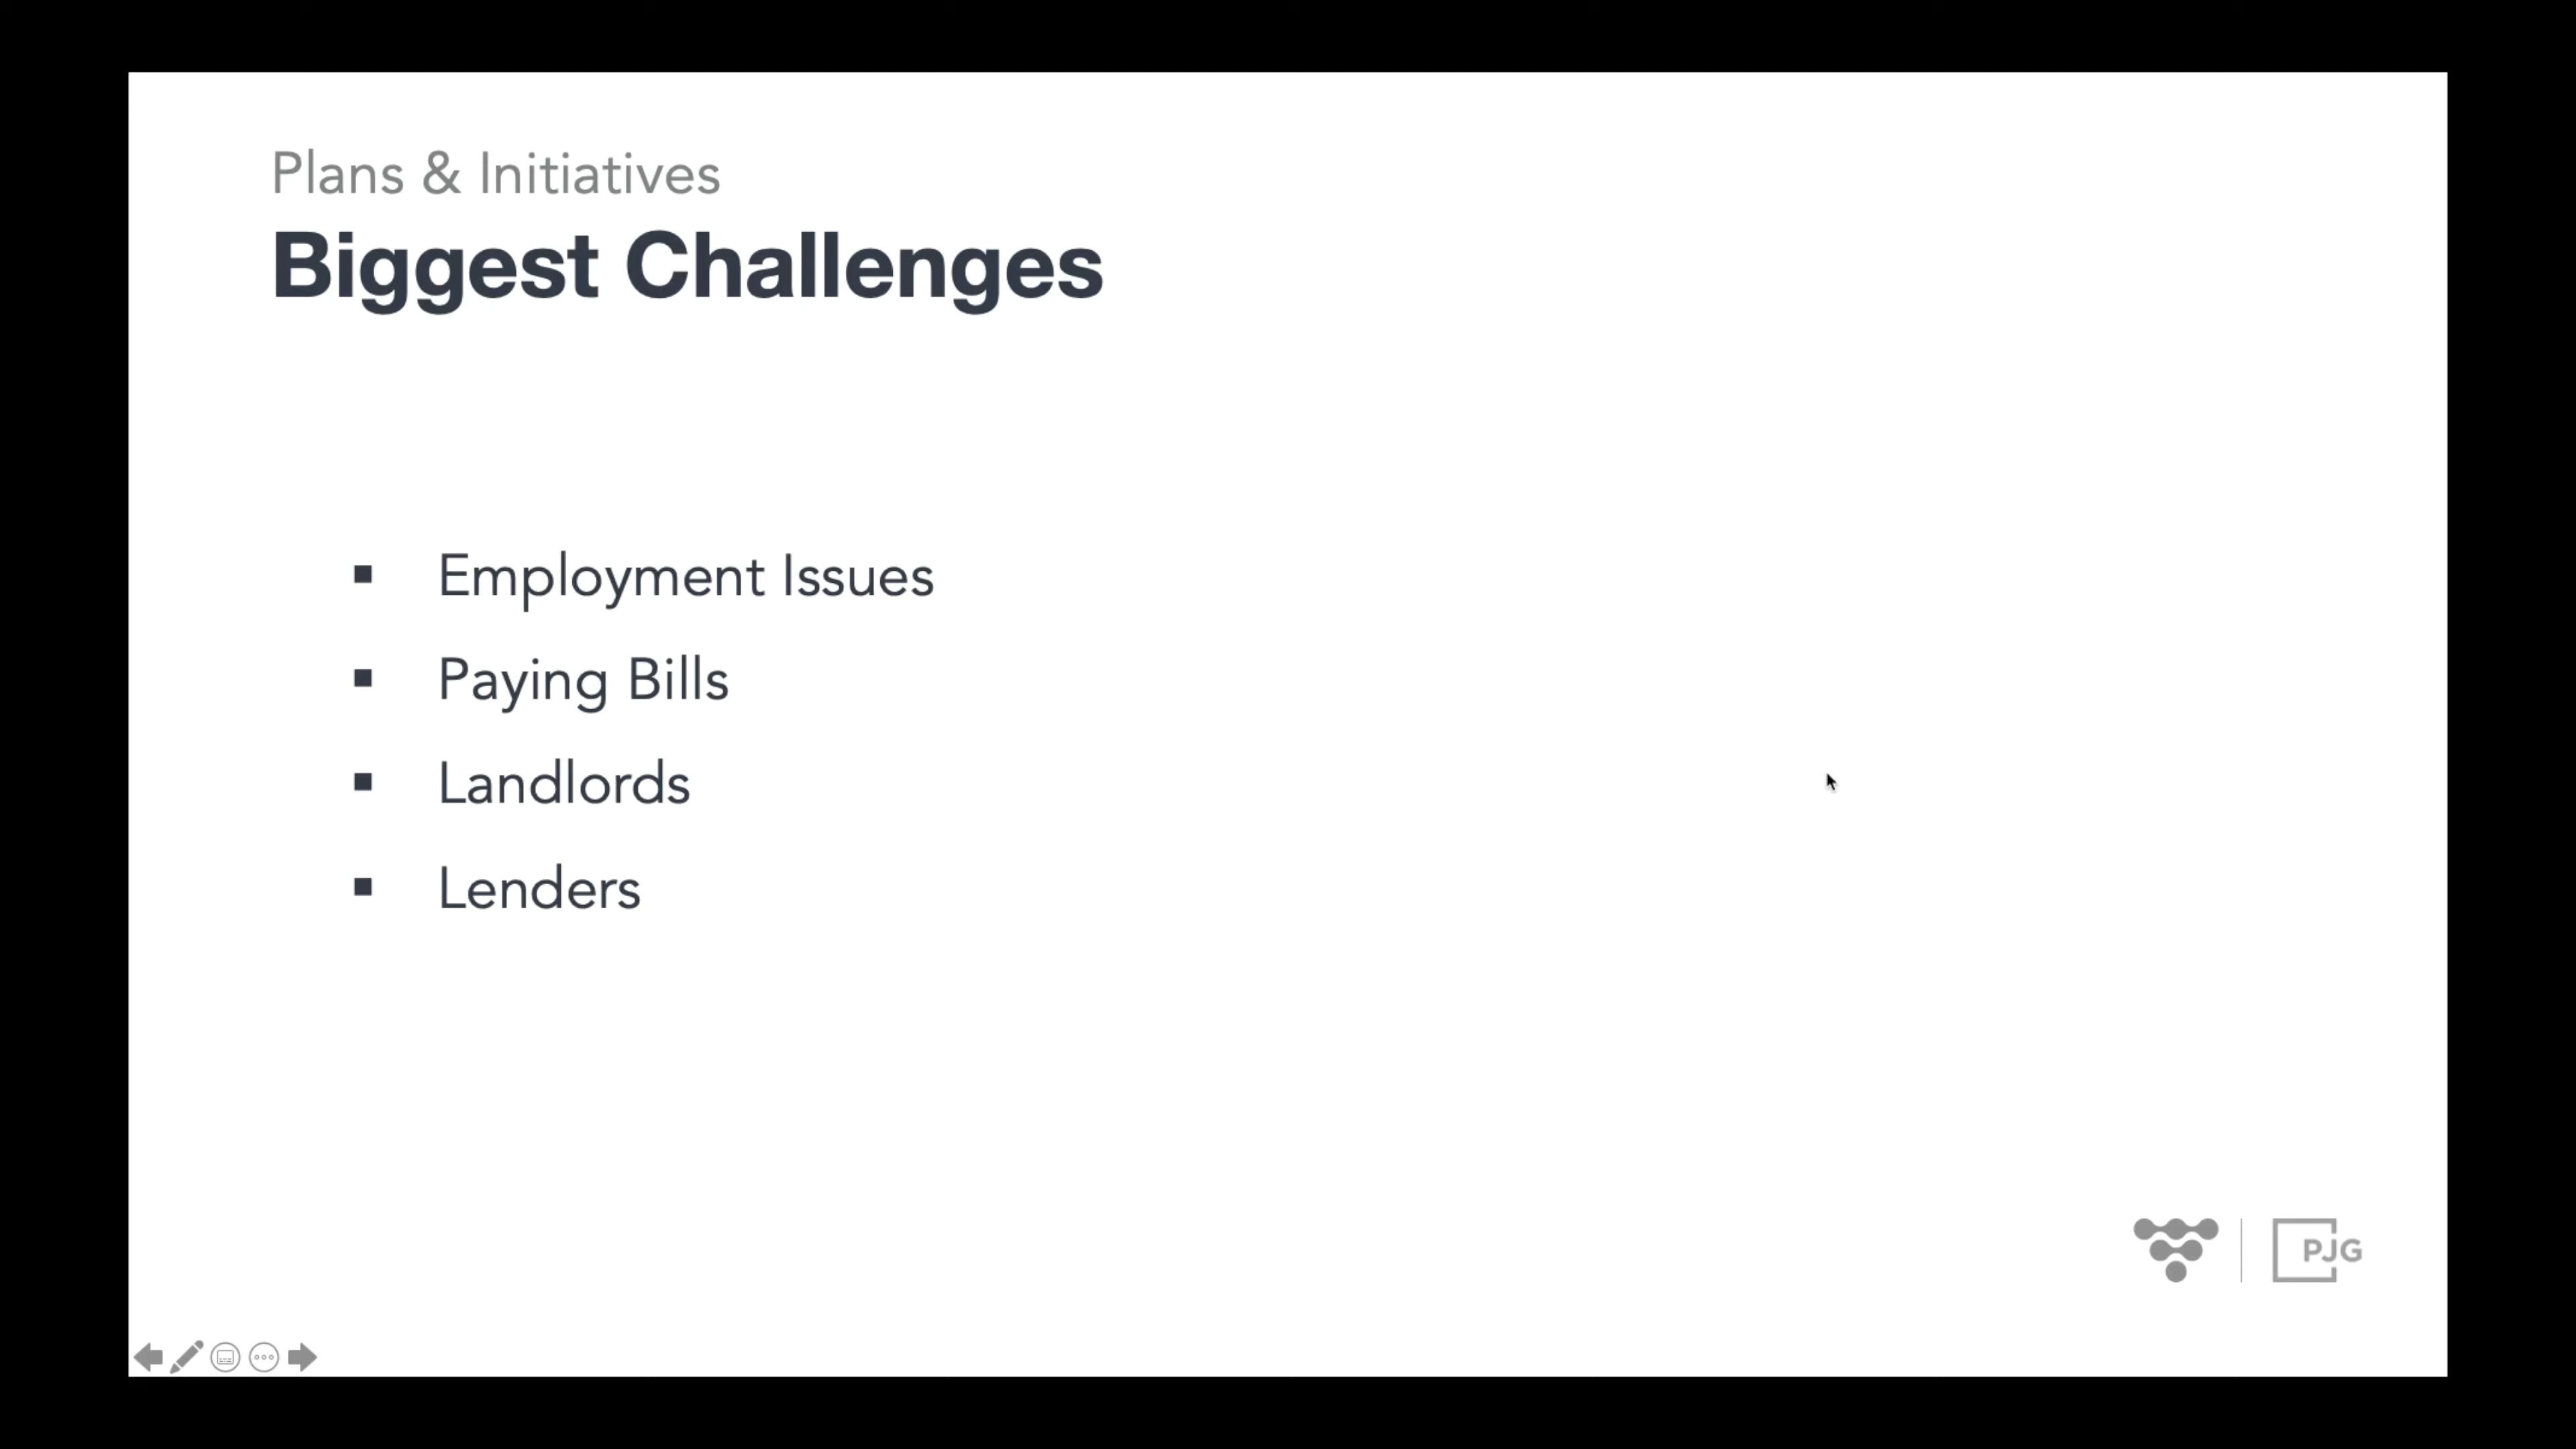 Plans & Initiatives
Biggest Challenges
▪ Employment Issues
▪ Paying Bills
▪ Landlords
▪ Lenders
PJG